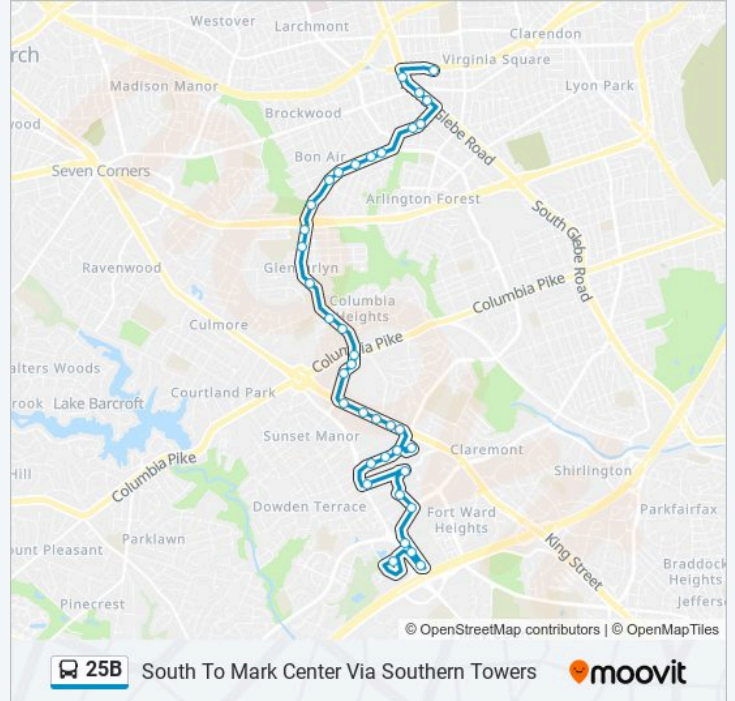 Westover
Larchmont
Clarendon
rch
Virginia Square
Madison Manor
Lyon Park
Brockwood
wood
Glebe Road
Bon Air
Seven Corners
Arlington Forest
South Glebe Road
Ravenwood
Glencarlyn
Columbia
Heights
Columbia Pike
Culmore
Columbia Pike
alters Woods
Courtland Park
rook
Lake Barcroft
Sunset Manor
Claremont
Hill
Columbia Pike
Shirlington
Dowden Terrace
Fort Ward
Heights
Parkfairfax
King Street
ount Pleasant
Parklawn
Braddock
Heights
Jefferso
Pinecrest
© OpenStreetMap contributors | © OpenMapTiles
25B South To Mark Center Via Southern Towers moovit